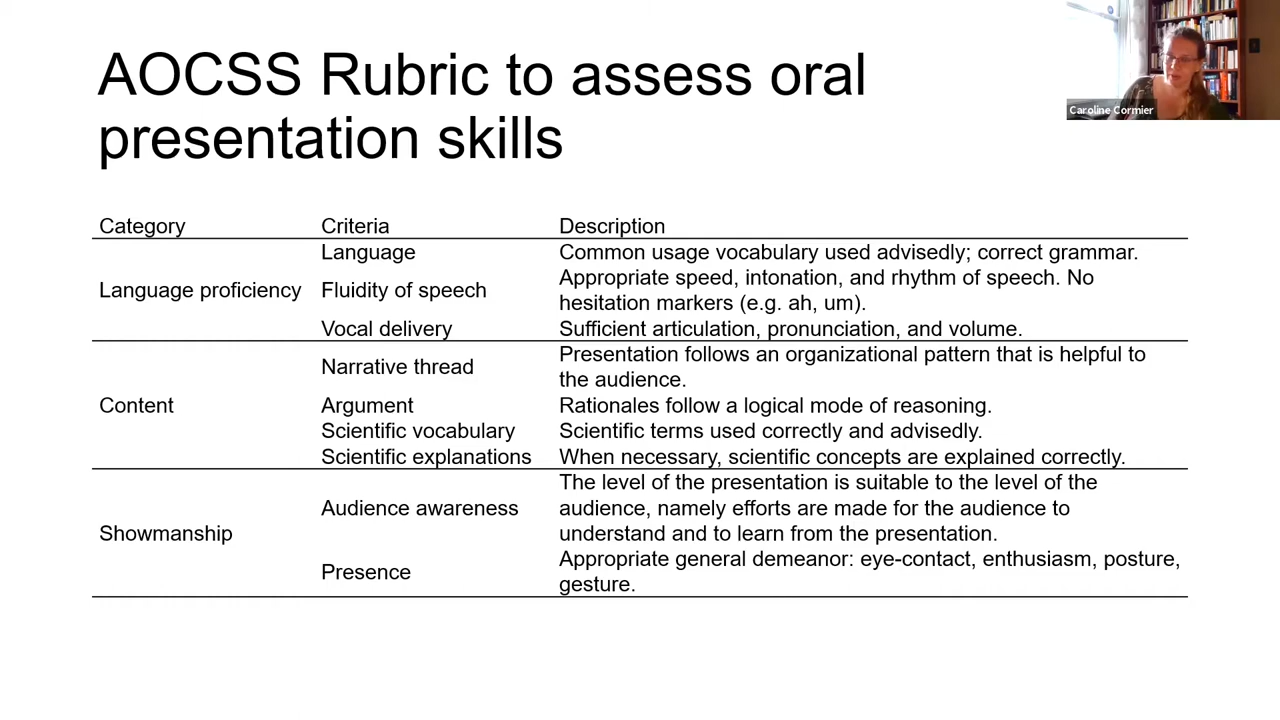 AOCSS Rubric to assess oral
presentation skills
Caroline Cormier
Category Criteria Description
Language Common usage vocabulary used advisedly; correct grammar.
Language proficiency Fluidity of speech Appropriate speed, intonation, and rhythm of speech. No
hesitation markers (e.g. ah, um).
Vocal delivery Sufficient articulation, pronunciation, and volume.
Narrative thread Presentation follows an organizational pattern that is helpful to
the audience.
Content Argument Rationales follow a logical mode of reasoning.
Scientific vocabulary Scientific terms used correctly and advisedly.
Scientific explanations When necessary, scientific concepts are explained correctly.
Audience awareness The level of the presentation is suitable to the level of the
audience, namely efforts are made for the audience to
Showmanship understand and to learn from the presentation.
Presence Appropriate general demeanor: eye-contact, enthusiasm, posture,
gesture.